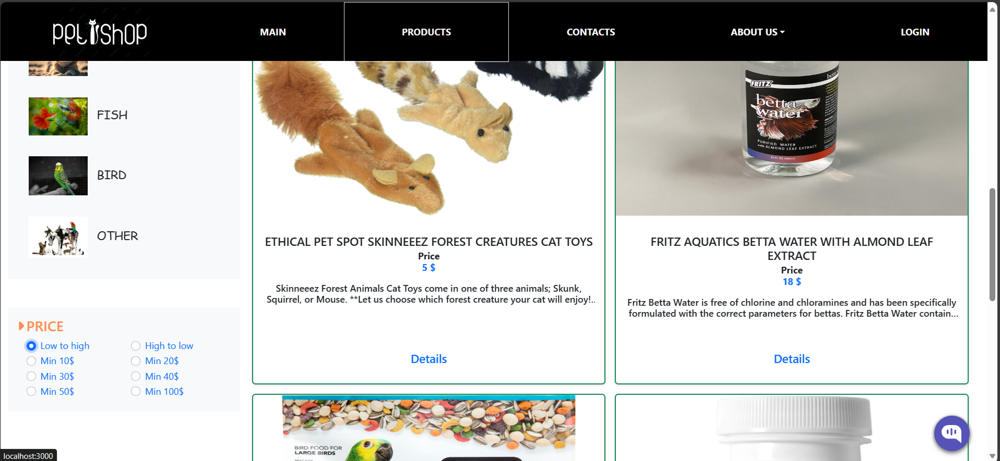 pet shop
MAIN
PRODUCTS
CONTACTS
ABOUT US
LOGIN
FISH
BIRD
OTHER
PRICE
Low to high
High to low
Min 10$
Min 20$
Min 30$
Min 40$
Min 50$
Min 100$
ETHICAL PET SPOT SKINNEEEZ FOREST CREATURES CAT TOYS
Price
5 $
Skinneeez Forest Animals Cat Toys come in one of three animals; Skunk,
Squirrel, or Mouse. **Let us choose which forest creature your cat will enjoy!..
Details
FRITZ
betta
betta
water
PURIFIED WATER
with ALMOND LEAF EXTRACT
FRITZ AQUATICS BETTA WATER WITH ALMOND LEAF
EXTRACT
Price
18 $
Fritz Betta Water is free of chlorine and chloramines and has been specifically
formulated with the correct parameters for bettas. Fritz Betta Water contain...
Details
BIRD FOOD FOR
LARGE BIRDS
localhost:3000